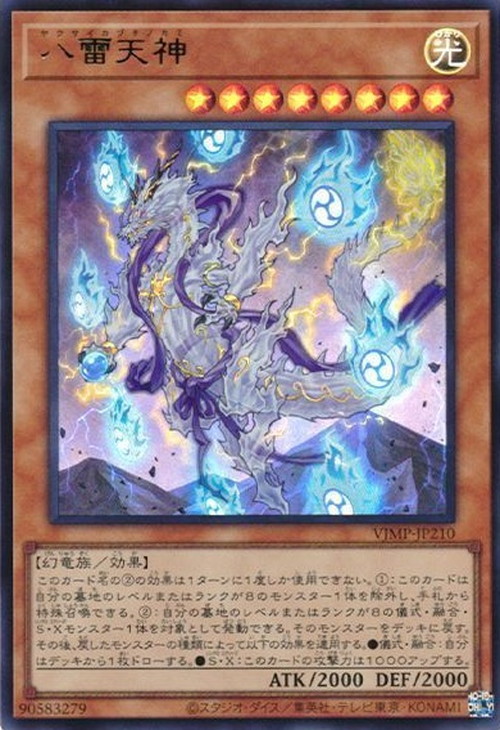 ヤクサイカヅチノカミ
八雷天神
ひかり
光
VJMP-JP210
【幻竜族／効果】
このカード名の②の効果は１ターンに１度しか使用できない。①：このカードは
自分の墓地のレベルまたはランクが８のモンスター１体を除外し、手札から
特殊召喚できる。②：自分の墓地のレベルまたはランクが８の儀式・融合・
Ｓ・Ｘモンスター１体を対象として発動できる。そのモンスターをデッキに戻す。
その後、戻したモンスターの種類によって以下の効果を適用する。●儀式・融合：自分
はデッキから１枚ドローする。●Ｓ・Ｘ：このカードの攻撃力は１０００アップする。
ATK/2000 DEF/2000
90583279 ©スタジオ・ダイス／集英社・テレビ東京・KONAMI